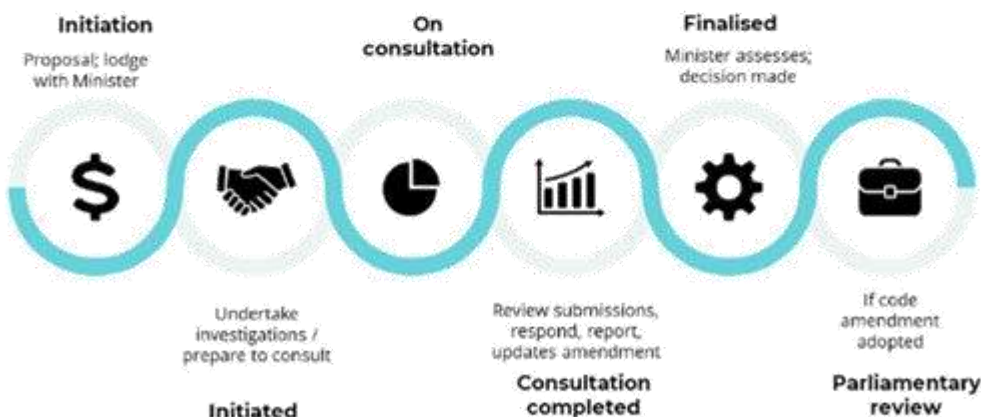 Initiation
Proposal; lodge
with Minister
Undertake
investigations /
prepare to consult
Initiated
On
consultation
Review submissions,
respond, report,
updates amendment
Consultation
completed
Finalised
Minister assesses;
decision made
If code
amendment
adopted
Parliamentary
review